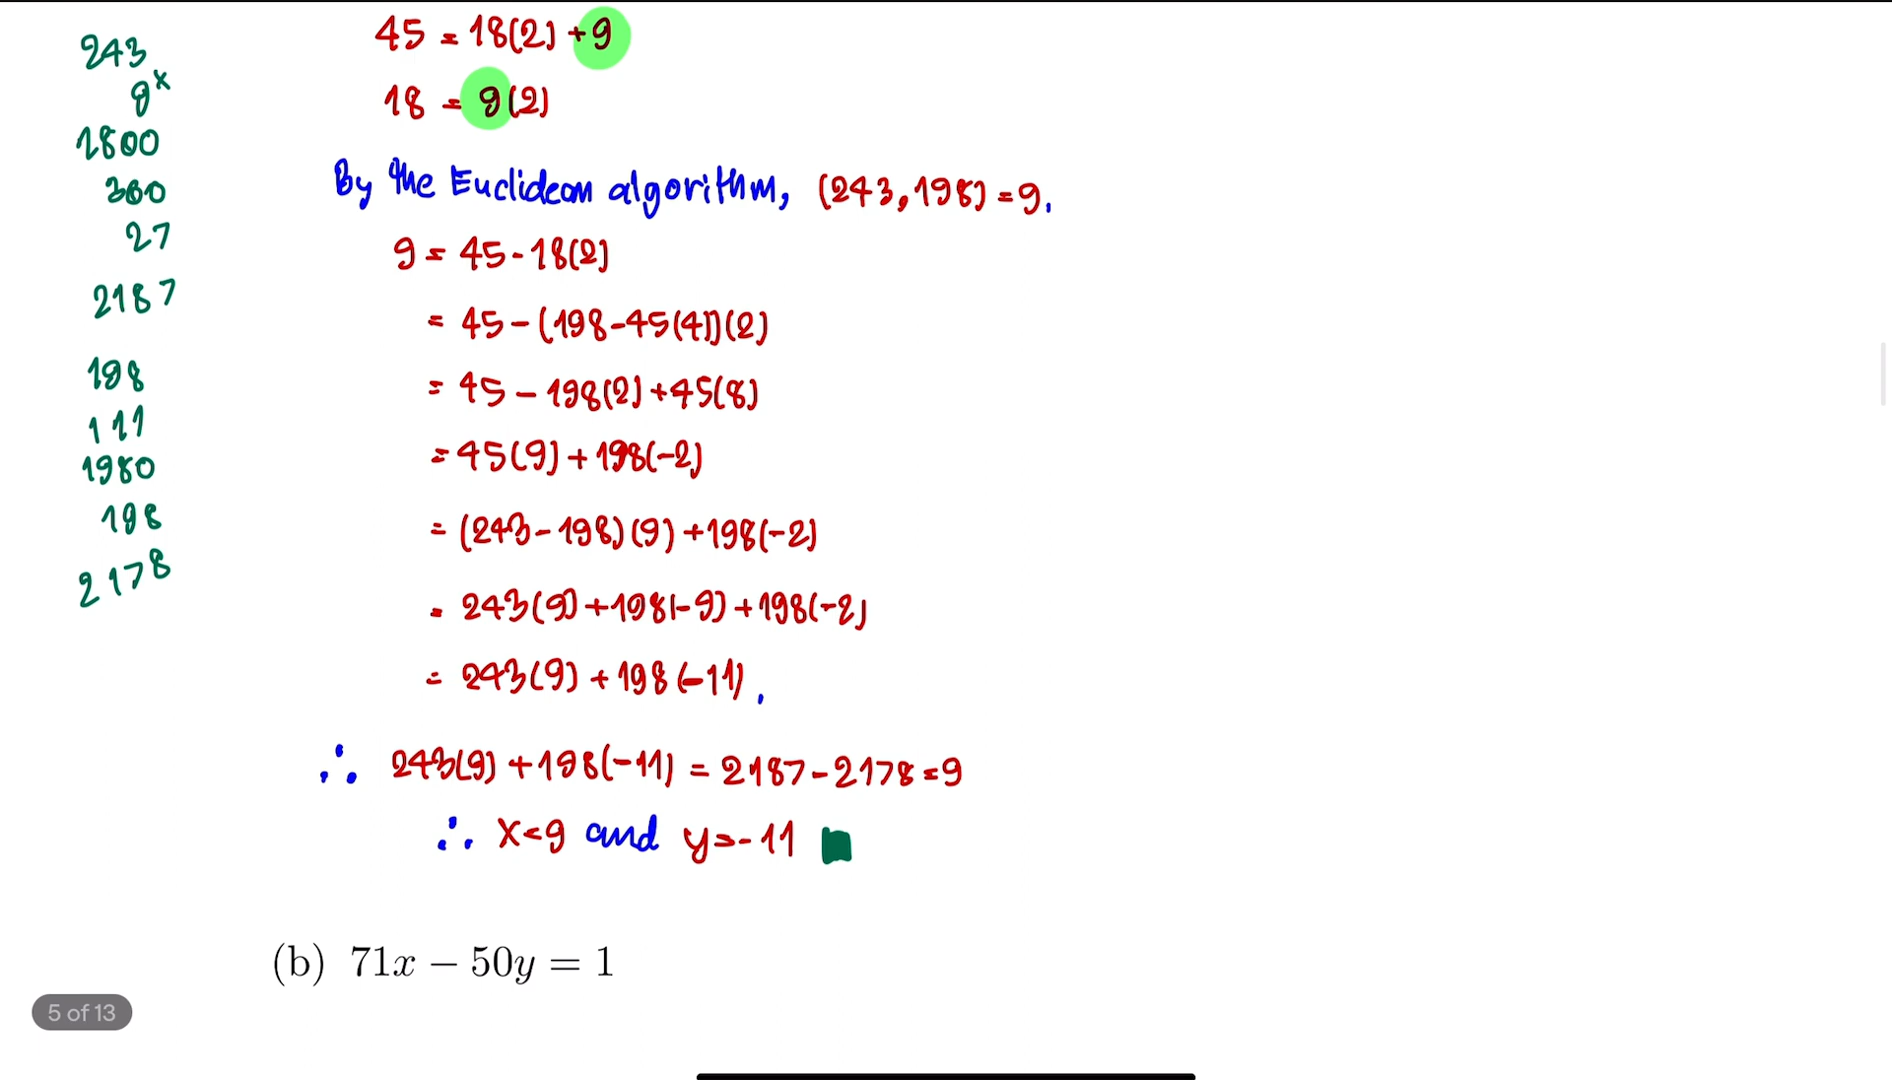 243
9×
1800
360
27
2187
198
111
1980
198
2178
45 = 18(2) + 9
18 = 9(2)
By the Euclidean algorithm, (243,198) = 9.
9 = 45 - 18(2)
= 45 - (198 - 45(4))(2)
= 45 - 198(2) + 45(8)
= 45(9) + 198(-2)
= (243 - 198)(9) + 198(-2)
= 243(9) + 198(-9) + 198(-2)
= 243(9) + 198(-11).
∴ 243(9) + 198(-11) = 2187 - 2178 = 9
∴ x = 9 and y = -11 ■
(b) 71x − 50y = 1
5 of 13